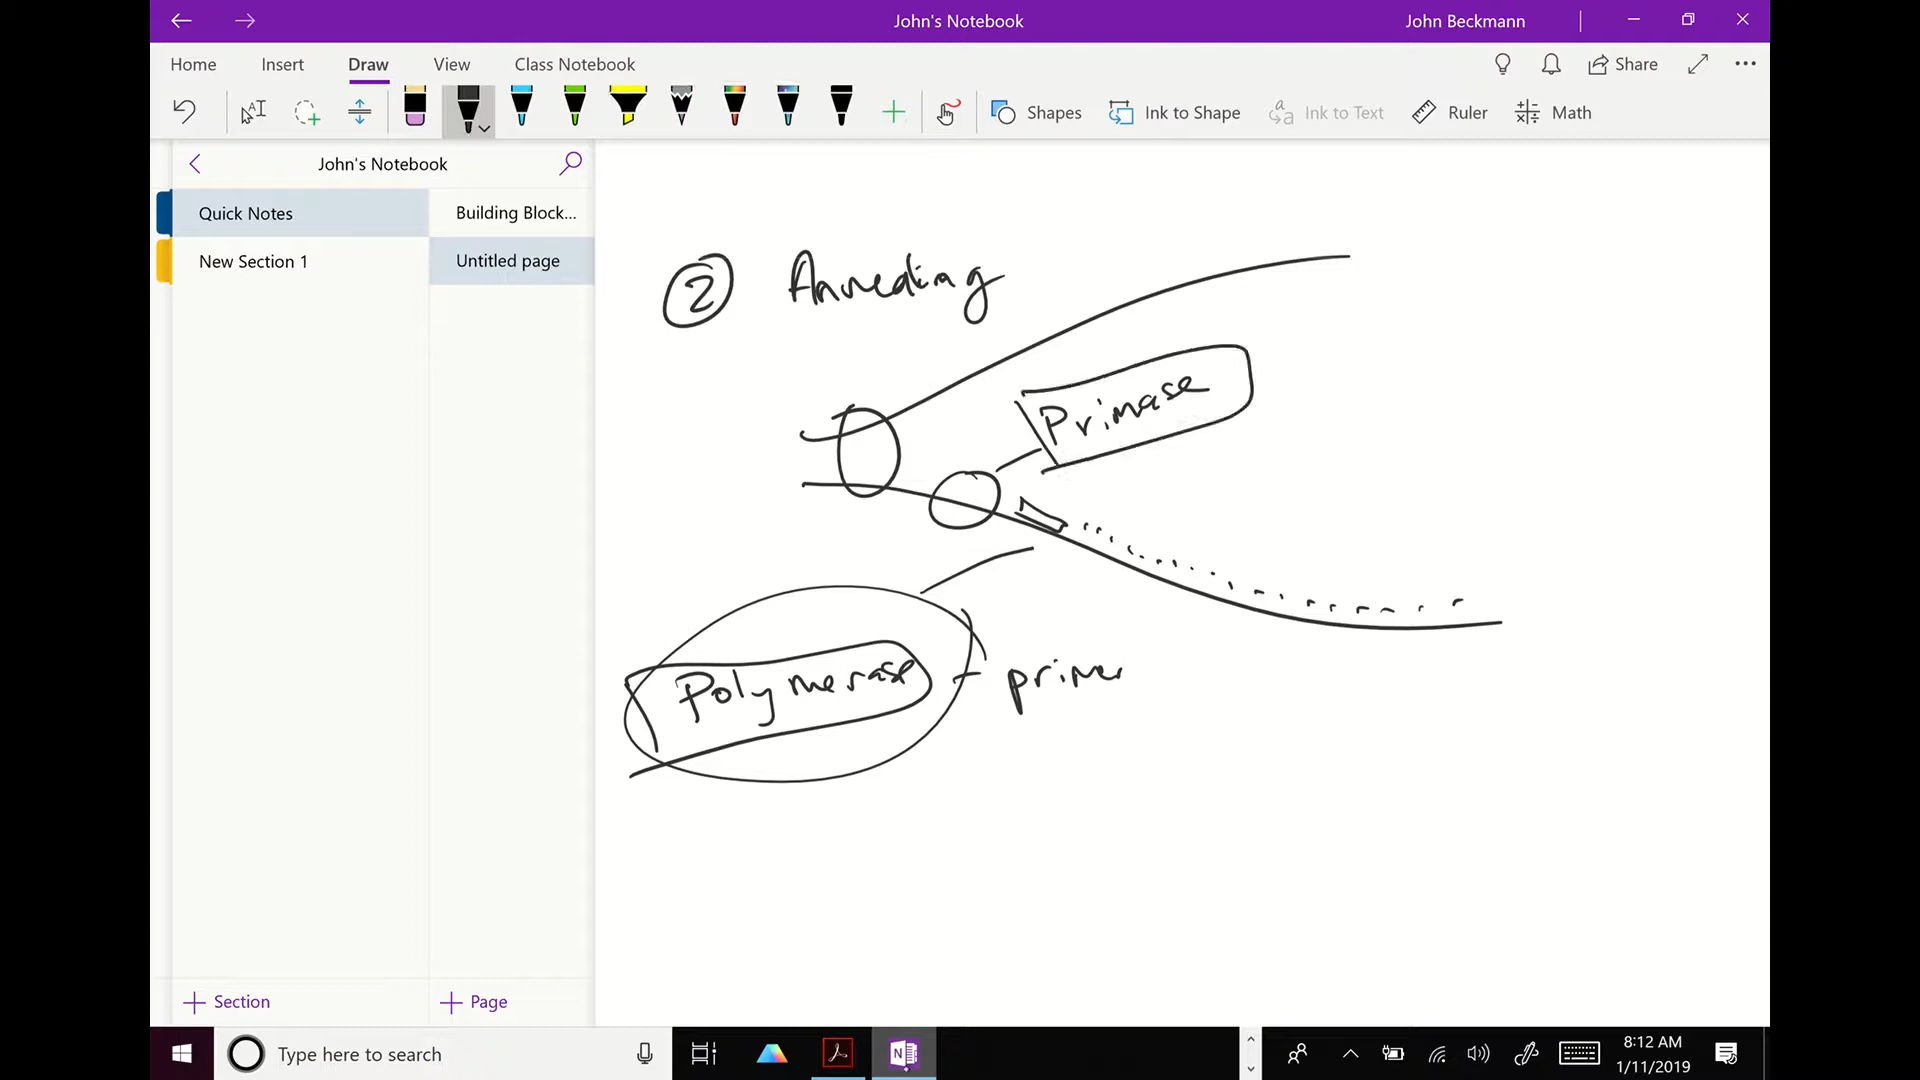 John's Notebook
John Beckmann
Home Insert Draw View Class Notebook
Share
Shapes Ink to Shape Ink to Text Ruler Math
John's Notebook
Quick Notes
New Section 1
Building Block...
Untitled page
2 Annealing
Primase
Polymerase - primer
Section
Page
Type here to search
8:12 AM
1/11/2019